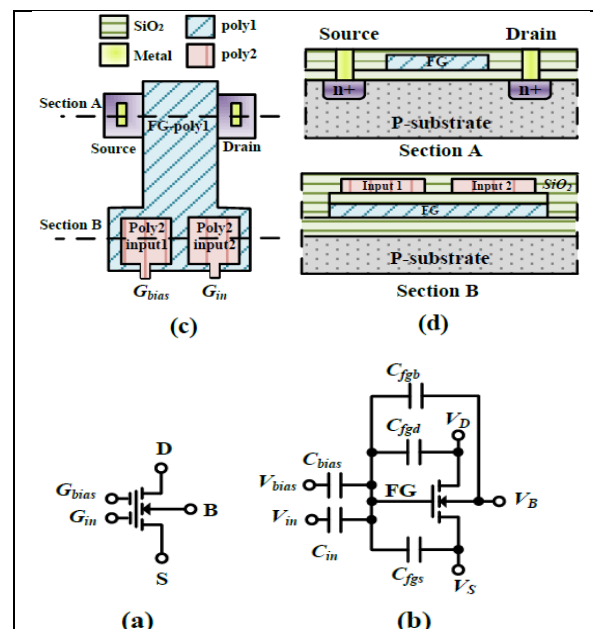 SiO2
poly1
Metal
poly2
Section A
FG-poly1
Source
Drain
Section B
Poly2
input1
Poly2
input2
Gbias
Gin
(c)
Source
Drain
FG
n+
n+
P-substrate
Section A
Input 1
Input 2
SiO2
FG
P-substrate
Section B
(d)
D
Gbias
Gin
B
S
(a)
Cfgb
VD
Cfgd
Cbias
Vbias
FG
VB
Vin
Cin
Cfgs
VS
(b)